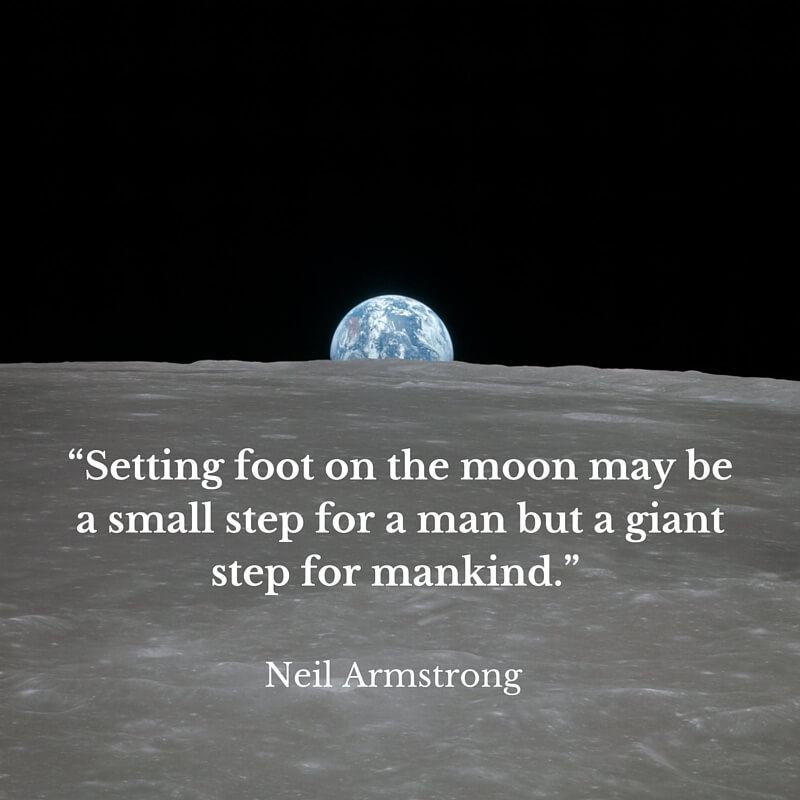 “Setting foot on the moon may be
a small step for a man but a giant
step for mankind.”
Neil Armstrong